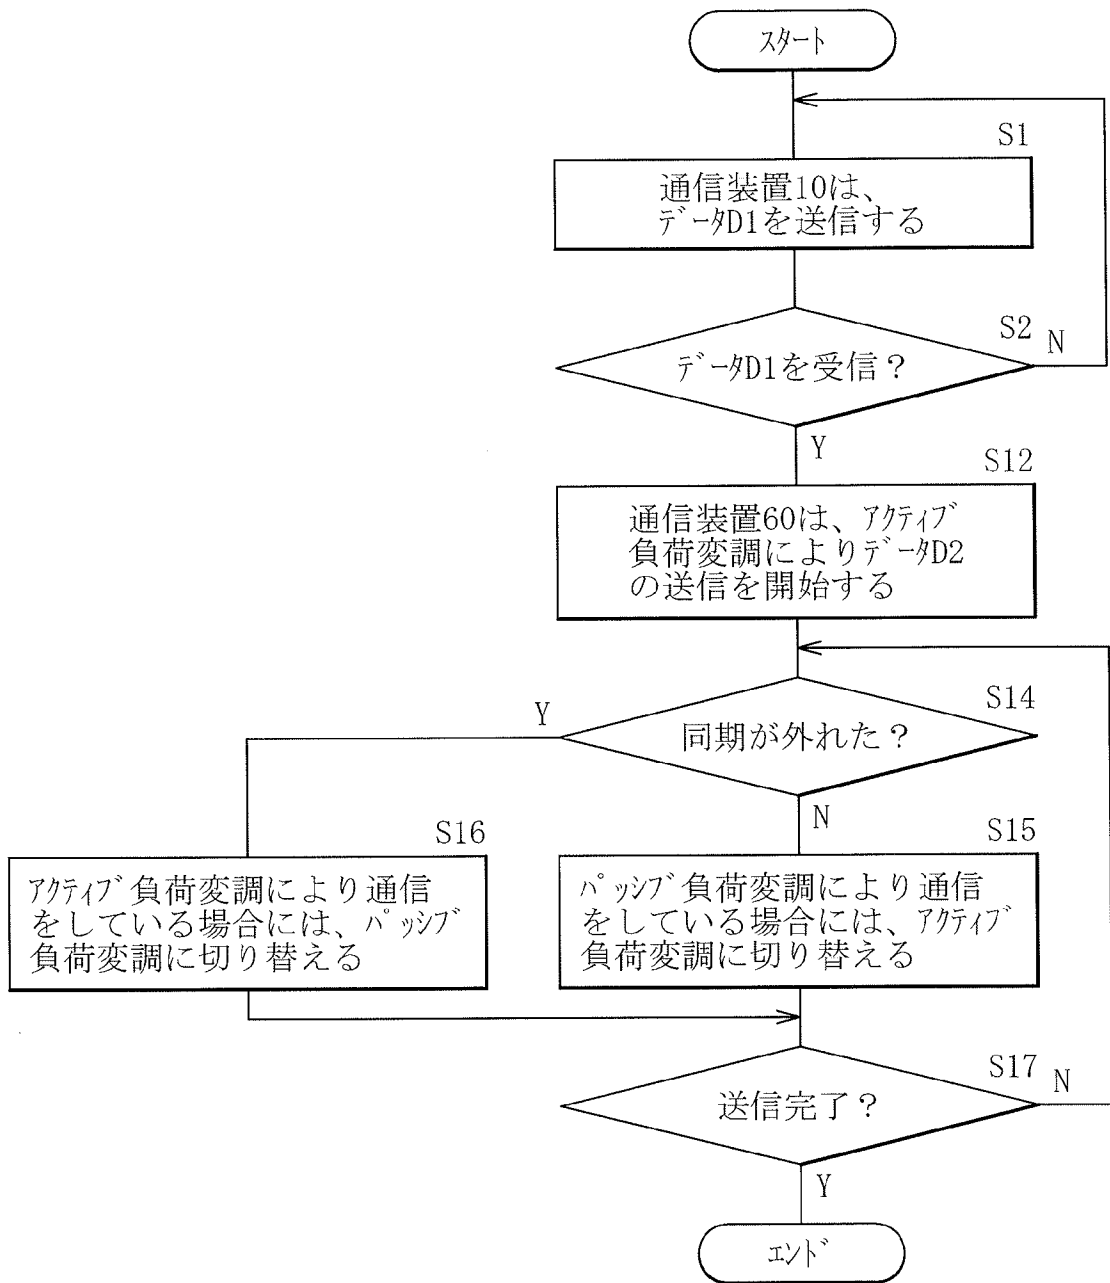 スタート
S1
通信装置10は、
データD1を送信する
S2
N
データD1を受信？
Y
S12
通信装置60は、アクティブ
負荷変調によりデータD2
の送信を開始する
S14
Y
同期が外れた？
N
S16
アクティブ負荷変調により通信
をしている場合には、パッシブ
負荷変調に切り替える
S15
パッシブ負荷変調により通信
をしている場合には、アクティブ
負荷変調に切り替える
S17
N
送信完了？
Y
エンド